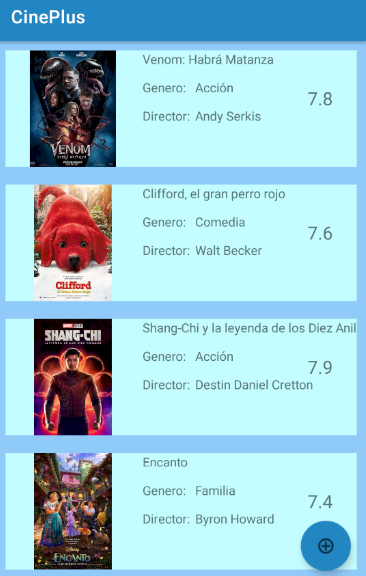 CinePlus
Venom: Habrá Matanza
Genero: Acción
7.8
Director: Andy Serkis
VENOM
Clifford, el gran perro rojo
Genero: Comedia
7.6
Director: Walt Becker
Clifford
Shang-Chi y la leyenda de los Diez Anil
Genero: Acción
7.9
Director: Destin Daniel Cretton
SHANG-CHI
Encanto
Genero: Familia
7.4
Director: Byron Howard
Disney
ENCANTO